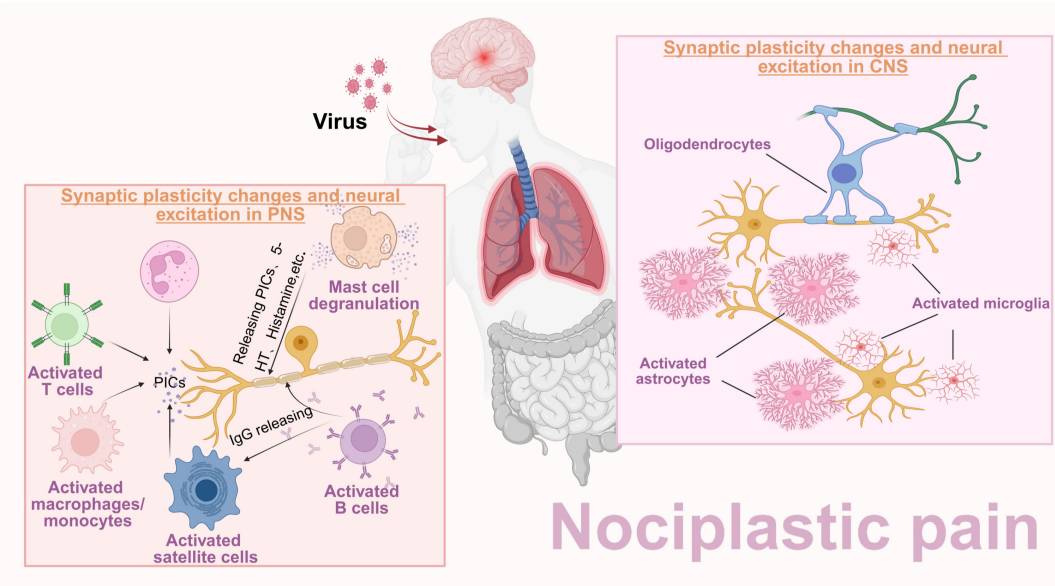 Virus
Synaptic plasticity changes and neural
excitation in CNS
Oligodendrocytes
Activated microglia
Activated
astrocytes
Synaptic plasticity changes and neural
excitation in PNS
Releasing PICs、5-
HT、Histamine,etc.
Mast cell
degranulation
Activated
T cells
PICs
IgG releasing
Activated
macrophages/
monocytes
Activated
B cells
Activated
satellite cells
Nociplastic pain